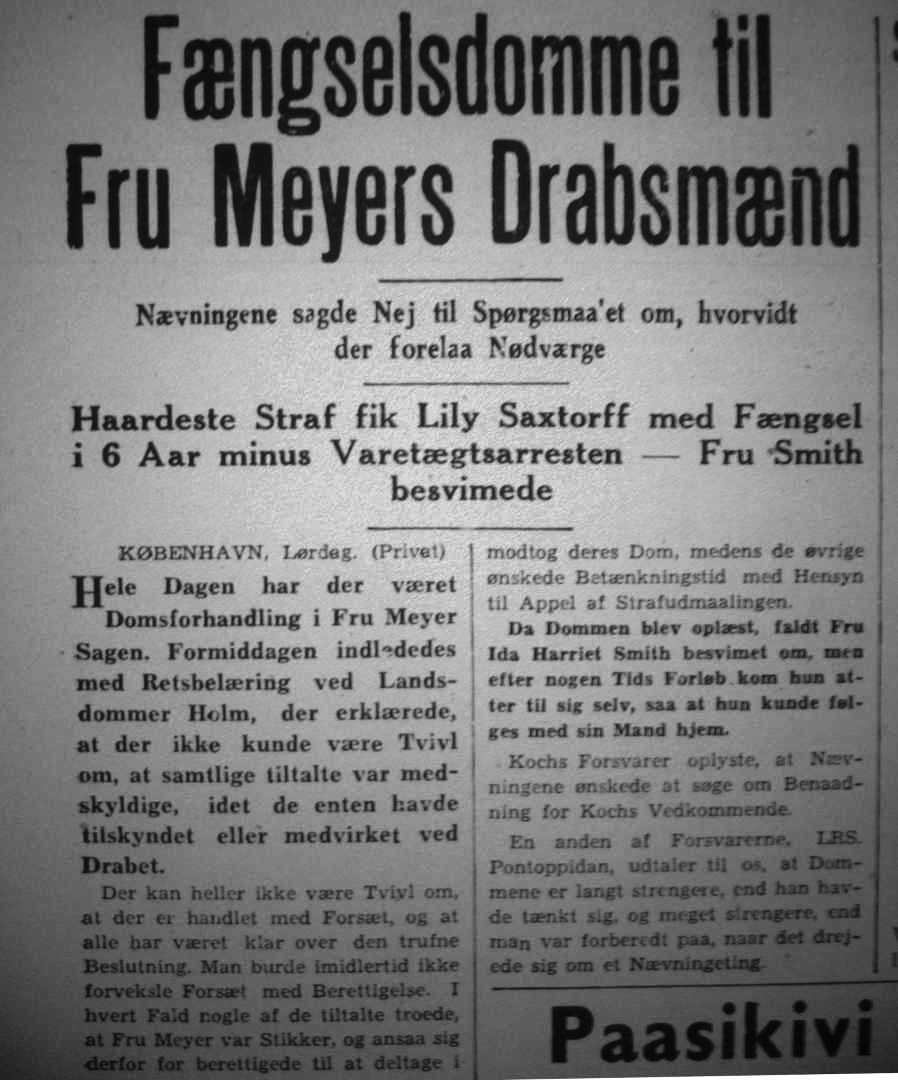 Fængselsdomme til
Fru Meyers Drabsmænd
Nævningene sagde Nej til Spørgsmaa'et om, hvorvidt
der forelaa Nødværge
Haardeste Straf fik Lily Saxtorff med Fængsel
i 6 Aar minus Varetægtsarresten — Fru Smith
besvimede
KØBENHAVN, Lørdag. (Privat)
Hele Dagen har der været
Domsforhandling i Fru Meyer
Sagen. Formiddagen indlededes
med Retsbelæring ved Lands-
dommer Holm, der erklærede,
at der ikke kunde være Tvivl
om, at samtlige tiltalte var med-
skyldige, idet de enten havde
tilskyndet eller medvirket ved
Drabet.
Der kan heller ikke være Tvivl om,
at der er handlet med Forsæt, og at
alle har været klar over den trufne
Beslutning. Man burde imidlertid ikke
forveksle Forsæt med Berettigelse. I
hvert Fald nogle af de tiltalte troede,
at Fru Meyer var Stikker, og ansaa sig
derfor for berettigede til at deltage i
modtog deres Dom, medens de øvrige
ønskede Betænkningstid med Hensyn
til Appel af Strafudmaalingen.
Da Dommen blev oplæst, faldt Fru
Ida Harriet Smith besvimet om, men
efter nogen Tids Forløb kom hun at-
ter til sig selv, saa at hun kunde føl-
ges med sin Mand hjem.
Kochs Forsvarer oplyste, at Næv-
ningene ønskede at søge om Benaad-
ning for Kochs Vedkommende.
En anden af Forsvarerne, LRS.
Pontoppidan, udtaler til os, at Dom-
mene er langt strengere, end han hav-
de tænkt sig, og meget strengere, end
man var forberedt paa, naar det drej-
ede sig om et Nævningeting.
Paasikivi